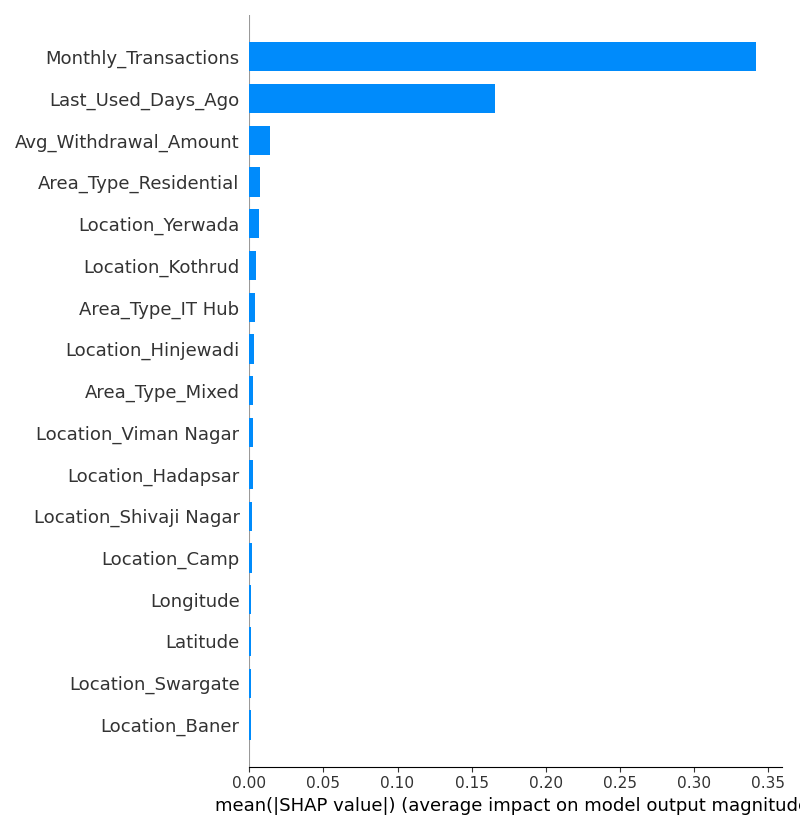 Monthly_Transactions
Last_Used_Days_Ago
Avg_Withdrawal_Amount
Area_Type_Residential
Location_Yerwada
Location_Kothrud
Area_Type_IT Hub
Location_Hinjewadi
Area_Type_Mixed
Location_Viman Nagar
Location_Hadapsar
Location_Shivaji Nagar
Location_Camp
Longitude
Latitude
Location_Swargate
Location_Baner
0.00 0.05 0.10 0.15 0.20 0.25 0.30 0.35
mean(|SHAP value|) (average impact on model output magnitude